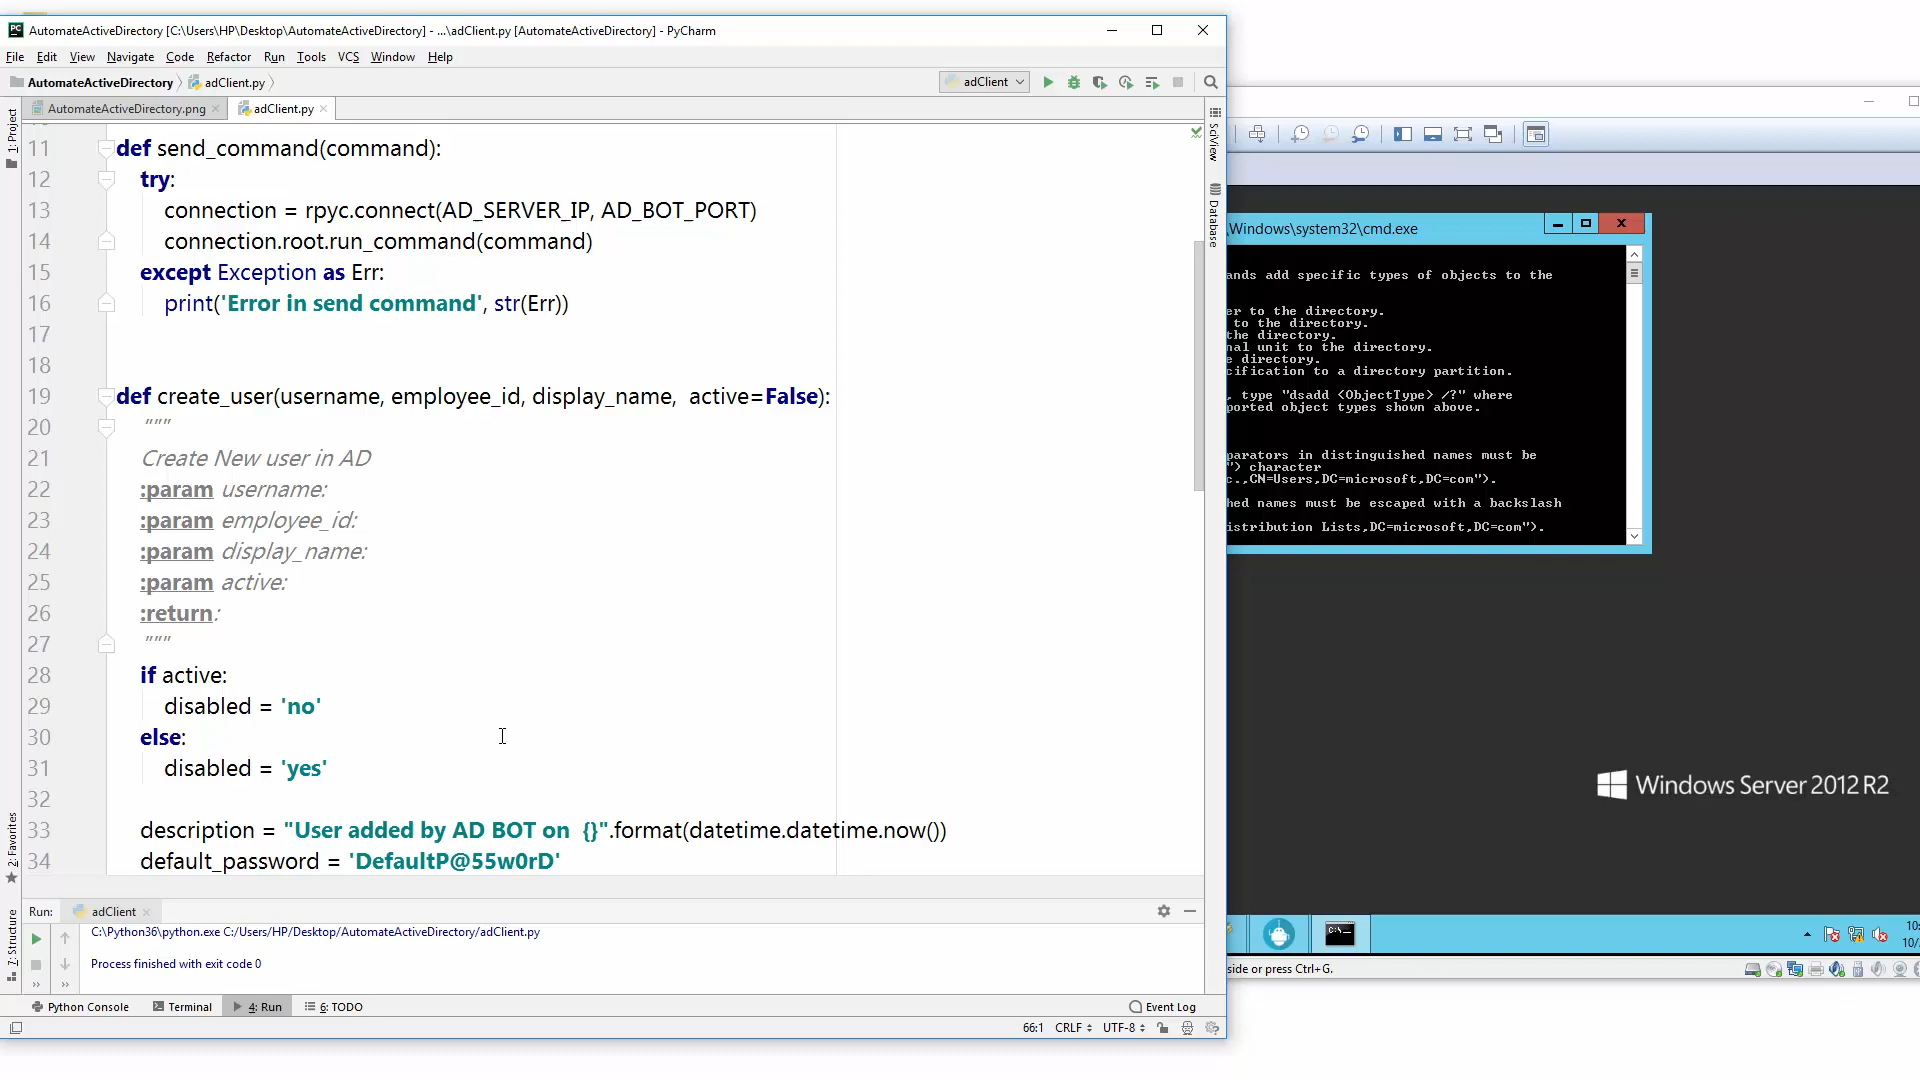 AutomateActiveDirectory [C:\Users\HP\Desktop\AutomateActiveDirectory] - ...\adClient.py [AutomateActiveDirectory] - PyCharm
File Edit View Navigate Code Refactor Run Tools VCS Window Help
AutomateActiveDirectory adClient.py
adClient
AutomateActiveDirectory.png adClient.py
1: Project
2: Favorites
7: Structure
SciView
Database
11 def send_command(command):
12 try:
13 connection = rpyc.connect(AD_SERVER_IP, AD_BOT_PORT)
14 connection.root.run_command(command)
15 except Exception as Err:
16 print('Error in send command', str(Err))
17
18
19 def create_user(username, employee_id, display_name,  active=False):
20 """
21 Create New user in AD
22 :param username:
23 :param employee_id:
24 :param display_name:
25 :param active:
26 :return:
27 """
28 if active:
29 disabled = 'no'
30 else:
31 disabled = 'yes'
32
33 description = "User added by AD BOT on  {}".format(datetime.datetime.now())
34 default_password = 'DefaultP@55w0rD'
Run: adClient
C:\Python36\python.exe C:/Users/HP/Desktop/AutomateActiveDirectory/adClient.py
Process finished with exit code 0
Python Console Terminal 4: Run 6: TODO Event Log
66:1 CRLF UTF-8
\Windows\system32\cmd.exe
ands add specific types of objects to the
er to the directory.
to the directory.
the directory.
nal unit to the directory.
e directory.
cification to a directory partition.
, type "dsadd <ObjectType> /?" where
ported object types shown above.
parators in distinguished names must be
") character
c.,CN=Users,DC=microsoft,DC=com").
hed names must be escaped with a backslash
istribution Lists,DC=microsoft,DC=com").
Windows Server 2012 R2
10:
10/
side or press Ctrl+G.